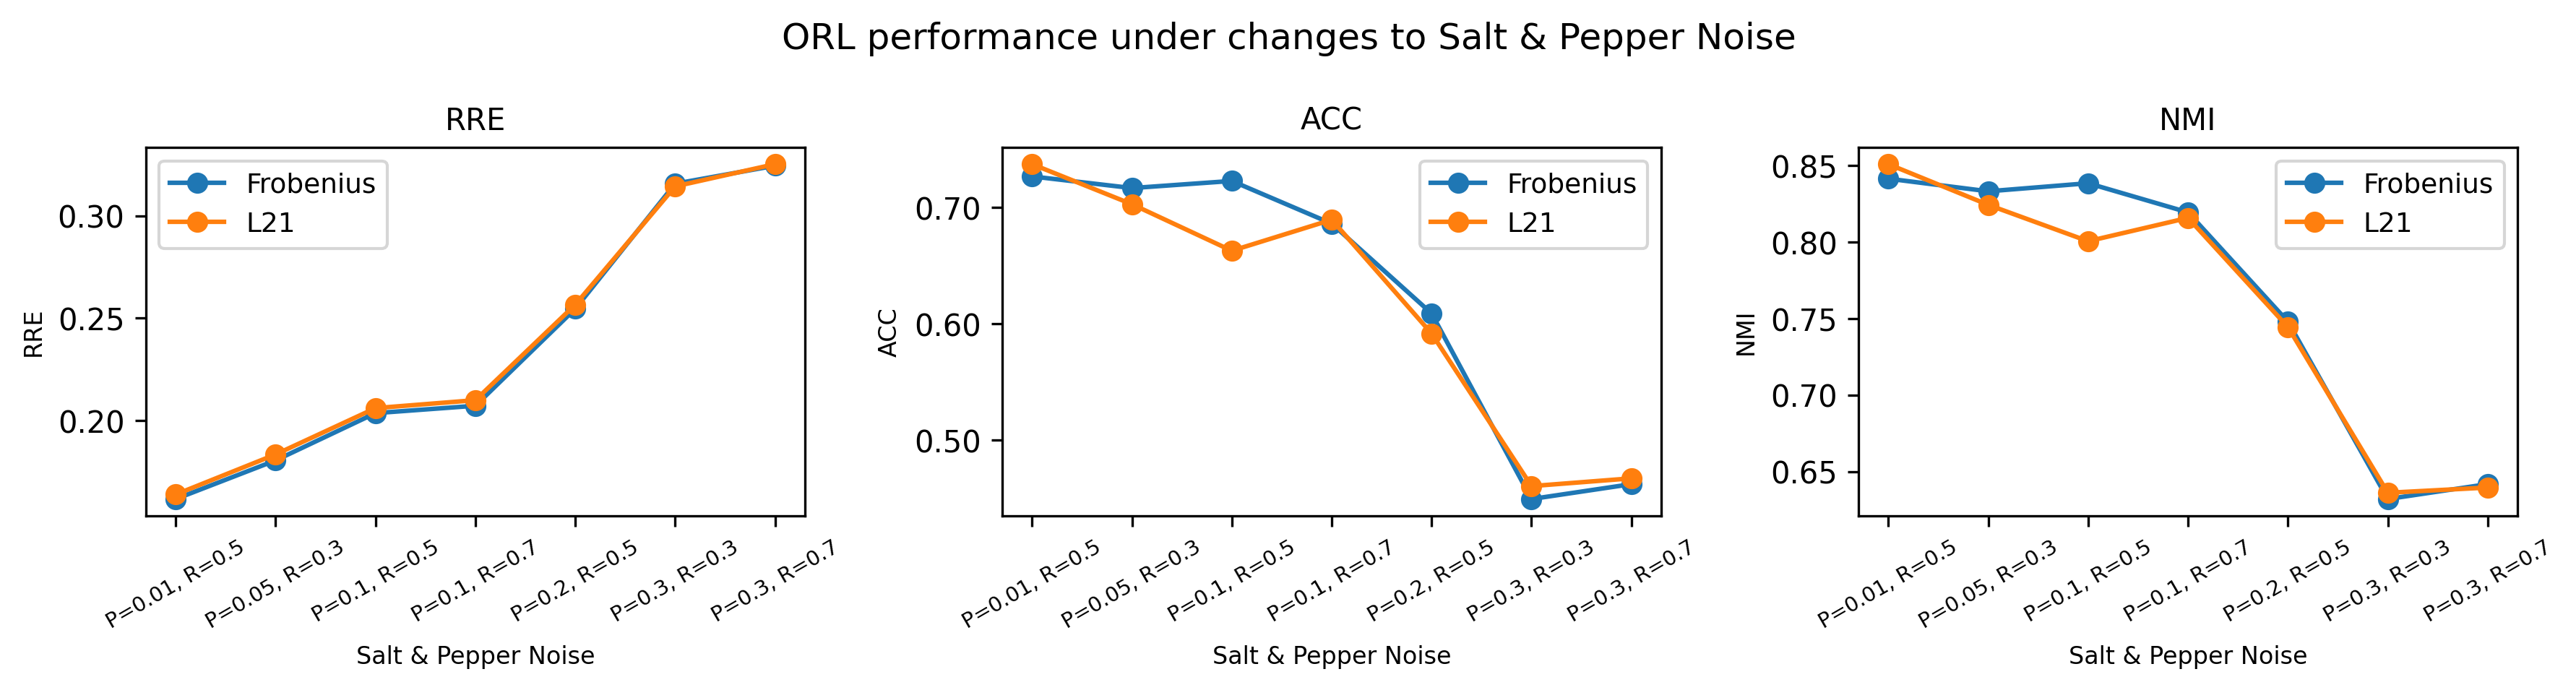 ORL performance under changes to Salt & Pepper Noise
RRE
Frobenius
L21
RRE
0.30
0.25
0.20
P=0.01, R=0.5
P=0.05, R=0.3
P=0.1, R=0.5
P=0.1, R=0.7
P=0.2, R=0.5
P=0.3, R=0.3
P=0.3, R=0.7
Salt & Pepper Noise
ACC
Frobenius
L21
ACC
0.70
0.60
0.50
P=0.01, R=0.5
P=0.05, R=0.3
P=0.1, R=0.5
P=0.1, R=0.7
P=0.2, R=0.5
P=0.3, R=0.3
P=0.3, R=0.7
Salt & Pepper Noise
NMI
Frobenius
L21
NMI
0.85
0.80
0.75
0.70
0.65
P=0.01, R=0.5
P=0.05, R=0.3
P=0.1, R=0.5
P=0.1, R=0.7
P=0.2, R=0.5
P=0.3, R=0.3
P=0.3, R=0.7
Salt & Pepper Noise